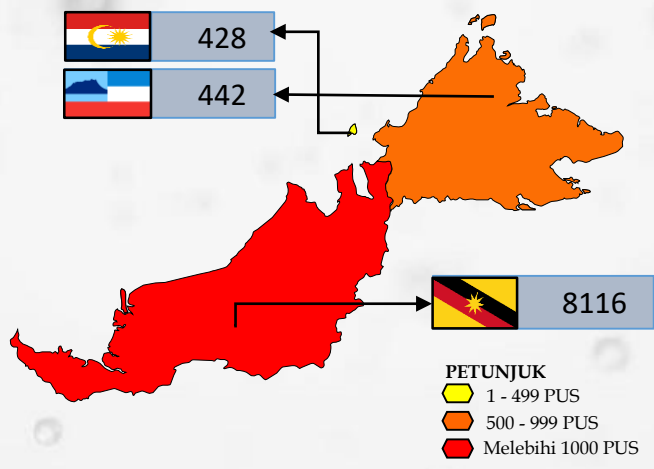 428
442
8116
PETUNJUK
1 - 499 PUS
500 - 999 PUS
Melebihi 1000 PUS